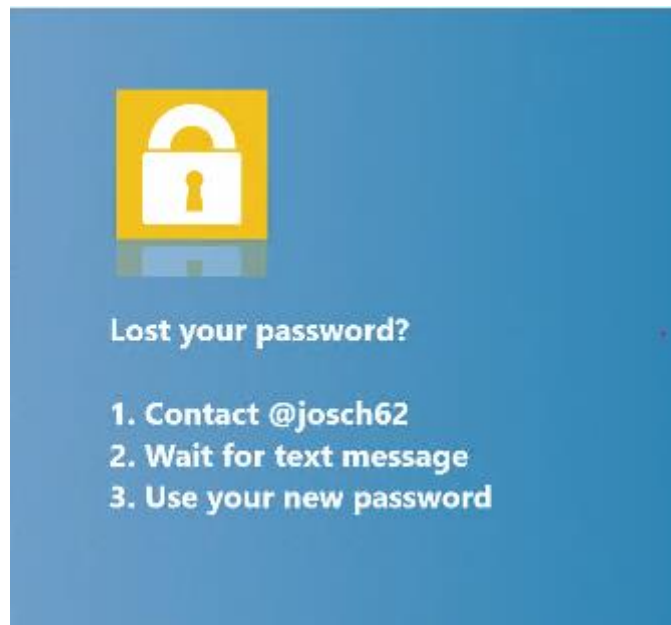 Lost your password?
1. Contact @josch62
2. Wait for text message
3. Use your new password